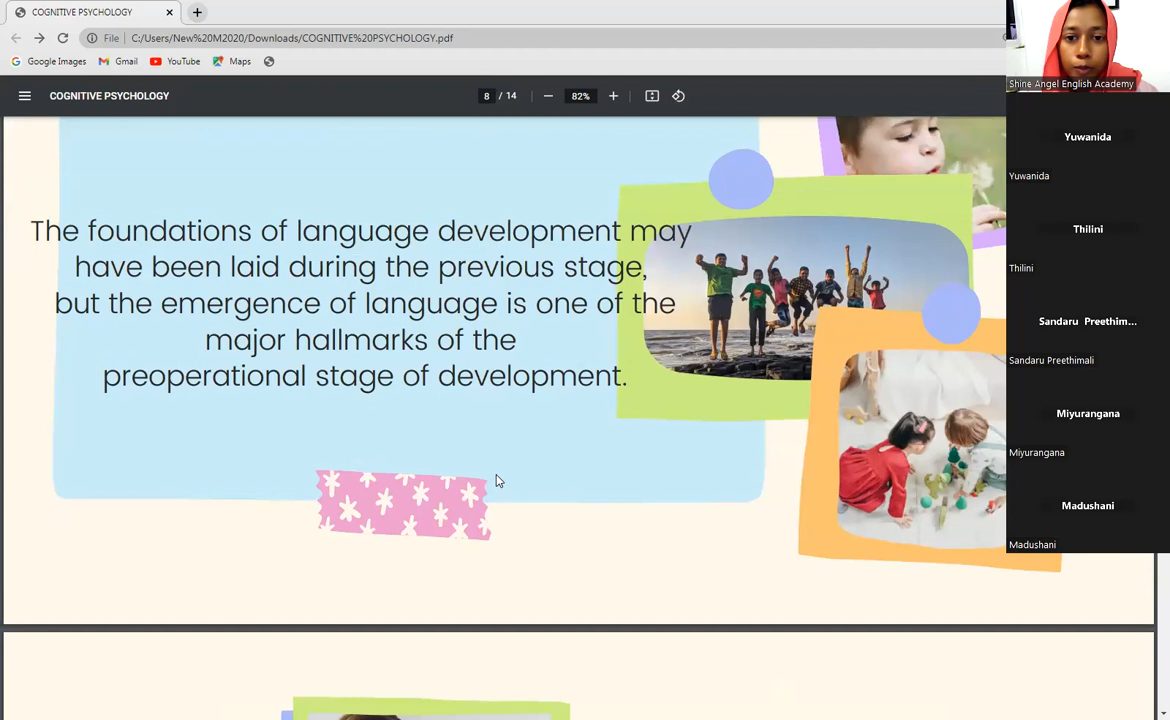 COGNITIVE PSYCHOLOGY
File
C:/Users/New%20M2020/Downloads/COGNITIVE%20PSYCHOLOGY.pdf
Google Images
Gmail
YouTube
Maps
COGNITIVE PSYCHOLOGY
8 / 14
82%
The foundations of language development may
have been laid during the previous stage,
but the emergence of language is one of the
major hallmarks of the
preoperational stage of development.
Shine Angel English Academy
Yuwanida
Yuwanida
Thilini
Thilini
Sandaru Preethim...
Sandaru Preethimali
Miyurangana
Miyurangana
Madushani
Madushani